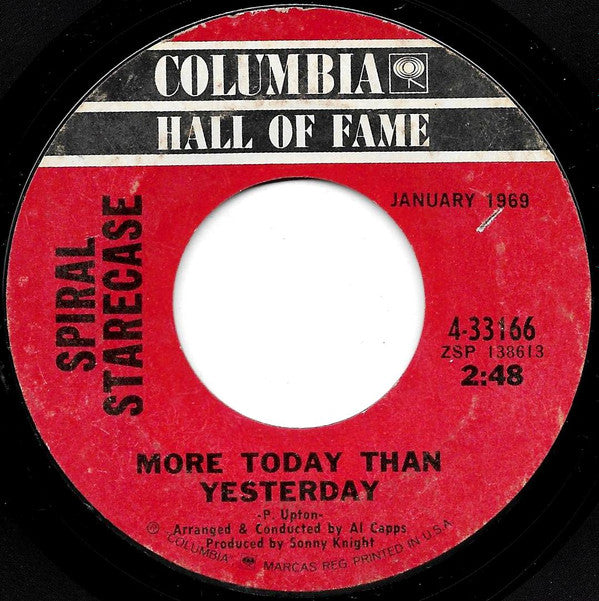 COLUMBIA
HALL OF FAME
JANUARY 1969
SPIRAL
STARECASE
4-33166
ZSP 138613
2:48
MORE TODAY THAN
YESTERDAY
-P. Upton-
Arranged & Conducted by Al Capps
Produced by Sonny Knight
® "COLUMBIA" MARCAS REG. PRINTED IN U.S.A.